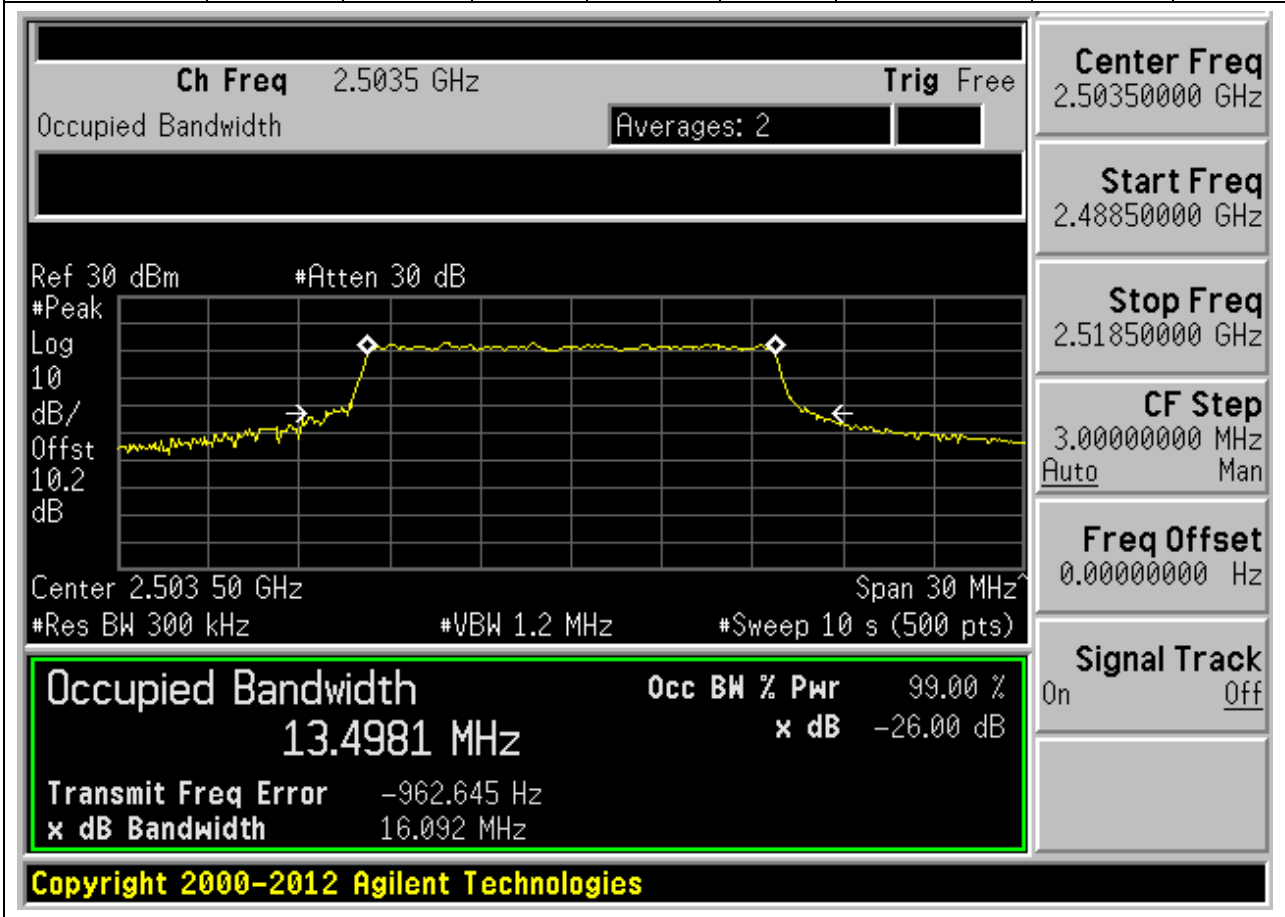 Ch Freq 2.5035 GHz Trig Free
Occupied Bandwidth Averages: 2
Ref 30 dBm #Atten 30 dB
#Peak
Log
10
dB/
Offst
10.2
dB
Center 2.503 50 GHz Span 30 MHz^
#Res BW 300 kHz #VBW 1.2 MHz #Sweep 10 s (500 pts)
Occupied Bandwidth Occ BW % Pwr 99.00 %
13.4981 MHz x dB -26.00 dB
Transmit Freq Error -962.645 Hz
x dB Bandwidth 16.092 MHz
Copyright 2000-2012 Agilent Technologies
Center Freq
2.50350000 GHz
Start Freq
2.48850000 GHz
Stop Freq
2.51850000 GHz
CF Step
3.00000000 MHz
Auto Man
Freq Offset
0.00000000 Hz
Signal Track
On Off